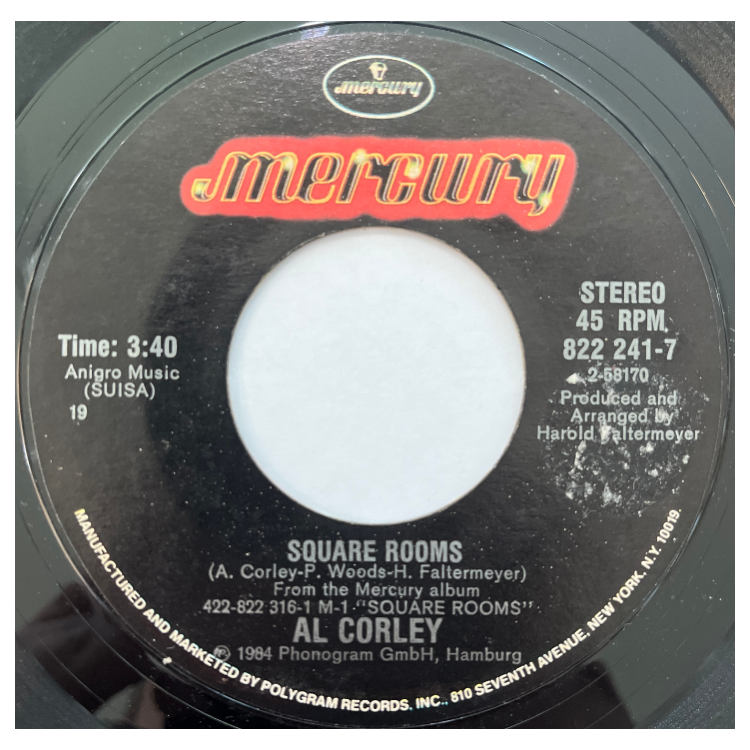 mercury
mercury
STEREO
45 RPM
822 241-7
2-58170
Produced and
Arranged by
Harold Faltermeyer
Time: 3:40
Anigro Music
(SUISA)
19
SQUARE ROOMS
(A. Corley-P. Woods-H. Faltermeyer)
From the Mercury album
422-822 316-1 M-1 "SQUARE ROOMS"
AL CORLEY
℗ 1984 Phonogram GmbH, Hamburg
MANUFACTURED AND MARKETED BY POLYGRAM RECORDS, INC., 810 SEVENTH AVENUE, NEW YORK, N.Y. 10019